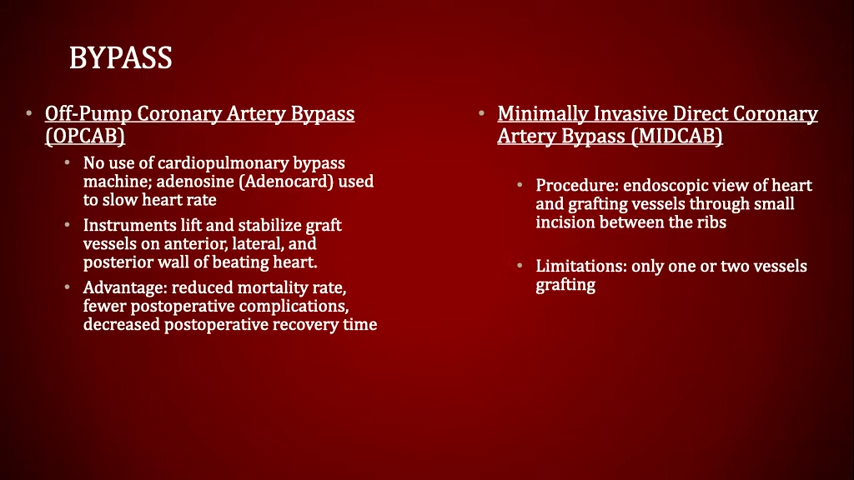 BYPASS
• Off-Pump Coronary Artery Bypass
(OPCAB)
• No use of cardiopulmonary bypass
machine; adenosine (Adenocard) used
to slow heart rate
• Instruments lift and stabilize graft
vessels on anterior, lateral, and
posterior wall of beating heart.
• Advantage: reduced mortality rate,
fewer postoperative complications,
decreased postoperative recovery time
• Minimally Invasive Direct Coronary
Artery Bypass (MIDCAB)
• Procedure: endoscopic view of heart
and grafting vessels through small
incision between the ribs
• Limitations: only one or two vessels
grafting